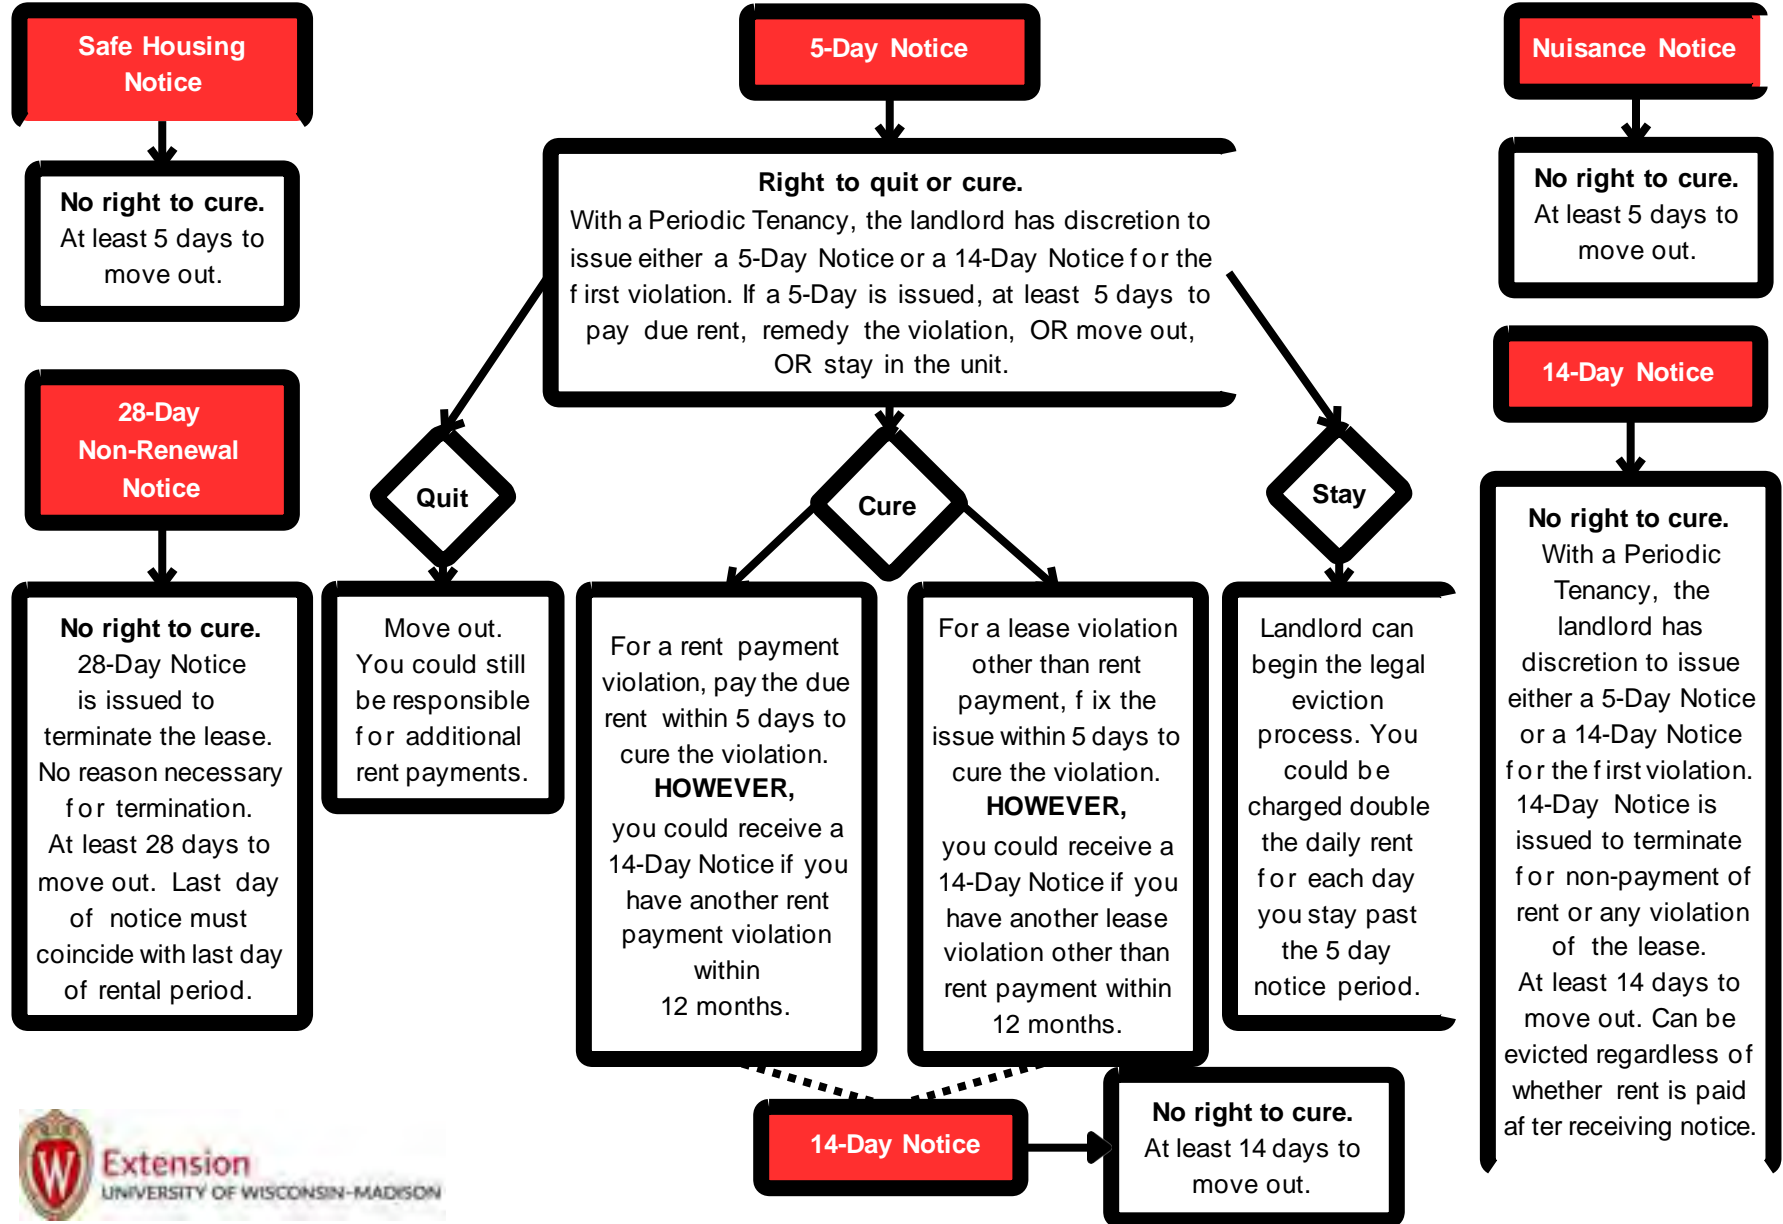 Safe Housing
Notice
No right to cure.
At least 5 days to
move out.
28-Day
Non-Renewal
Notice
No right to cure.
28-Day Notice
is issued to
terminate the lease.
No reason necessary
for termination.
At least 28 days to
move out. Last day
of notice must
coincide with last day
of rental period.
5-Day Notice
Right to quit or cure.
With a Periodic Tenancy, the landlord has discretion to
issue either a 5-Day Notice or a 14-Day Notice for the
first violation. If a 5-Day is issued, at least 5 days to
pay due rent, remedy the violation, OR move out,
OR stay in the unit.
Quit
Move out.
You could still
be responsible
for additional
rent payments.
Cure
For a rent payment
violation, pay the due
rent within 5 days to
cure the violation.
HOWEVER,
you could receive a
14-Day Notice if you
have another rent
payment violation
within
12 months.
For a lease violation
other than rent
payment, fix the
issue within 5 days to
cure the violation.
HOWEVER,
you could receive a
14-Day Notice if you
have another lease
violation other than
rent payment within
12 months.
Stay
Landlord can
begin the legal
eviction
process. You
could be
charged double
the daily rent
for each day
you stay past
the 5 day
notice period.
14-Day Notice
No right to cure.
At least 14 days to
move out.
Nuisance Notice
No right to cure.
At least 5 days to
move out.
14-Day Notice
No right to cure.
With a Periodic
Tenancy, the
landlord has
discretion to issue
either a 5-Day Notice
or a 14-Day Notice
for the first violation.
14-Day Notice is
issued to terminate
for non-payment of
rent or any violation
of the lease.
At least 14 days to
move out. Can be
evicted regardless of
whether rent is paid
after receiving notice.
W
Extension
UNIVERSITY OF WISCONSIN-MADISON